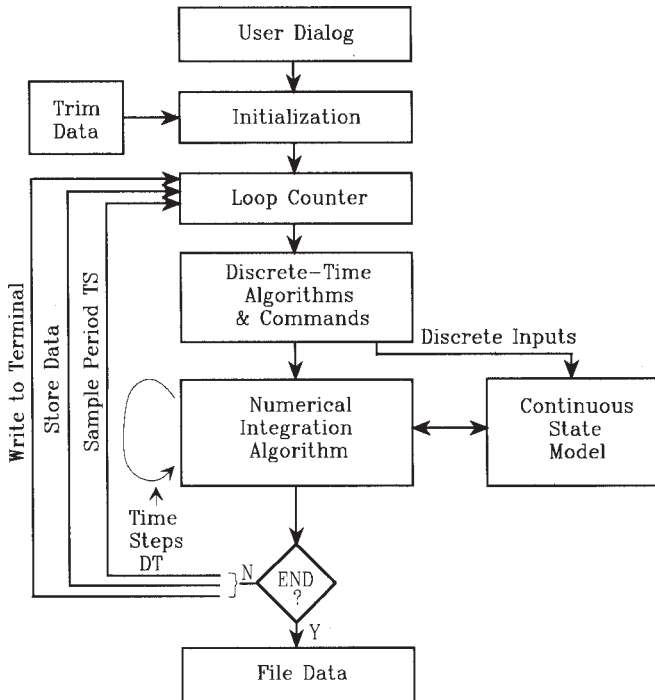 User Dialog
Trim
Data
Initialization
Loop Counter
Discrete-Time
Algorithms
& Commands
Discrete Inputs
Write to Terminal
Store Data
Sample Period TS
Numerical
Integration
Algorithm
Continuous
State
Model
Time
Steps
DT
N
END
?
Y
File Data